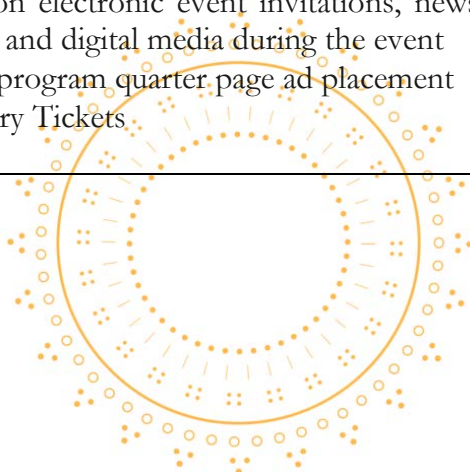 on electronic event invitations, news
and digital media during the event
program quarter page ad placement
ry Tickets